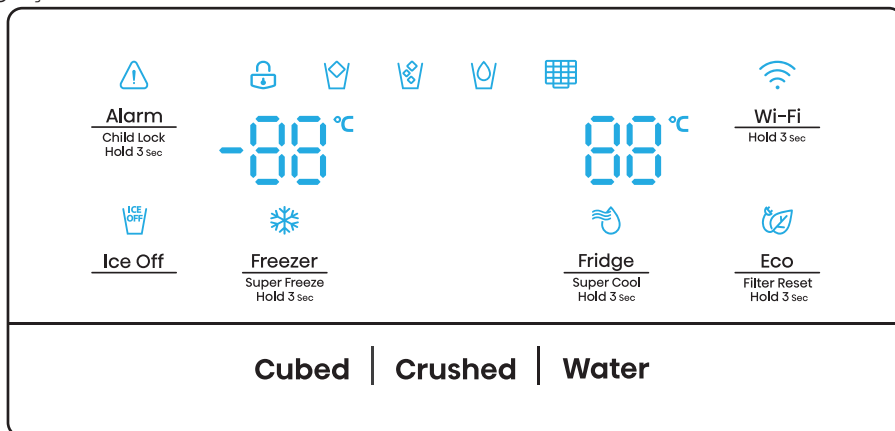 Alarm
Child Lock
Hold 3 Sec
-88 °C
88 °C
Wi-Fi
Hold 3 Sec
ICE
OFF
Ice Off
Freezer
Super Freeze
Hold 3 Sec
Fridge
Super Cool
Hold 3 Sec
Eco
Filter Reset
Hold 3 Sec
Cubed | Crushed | Water